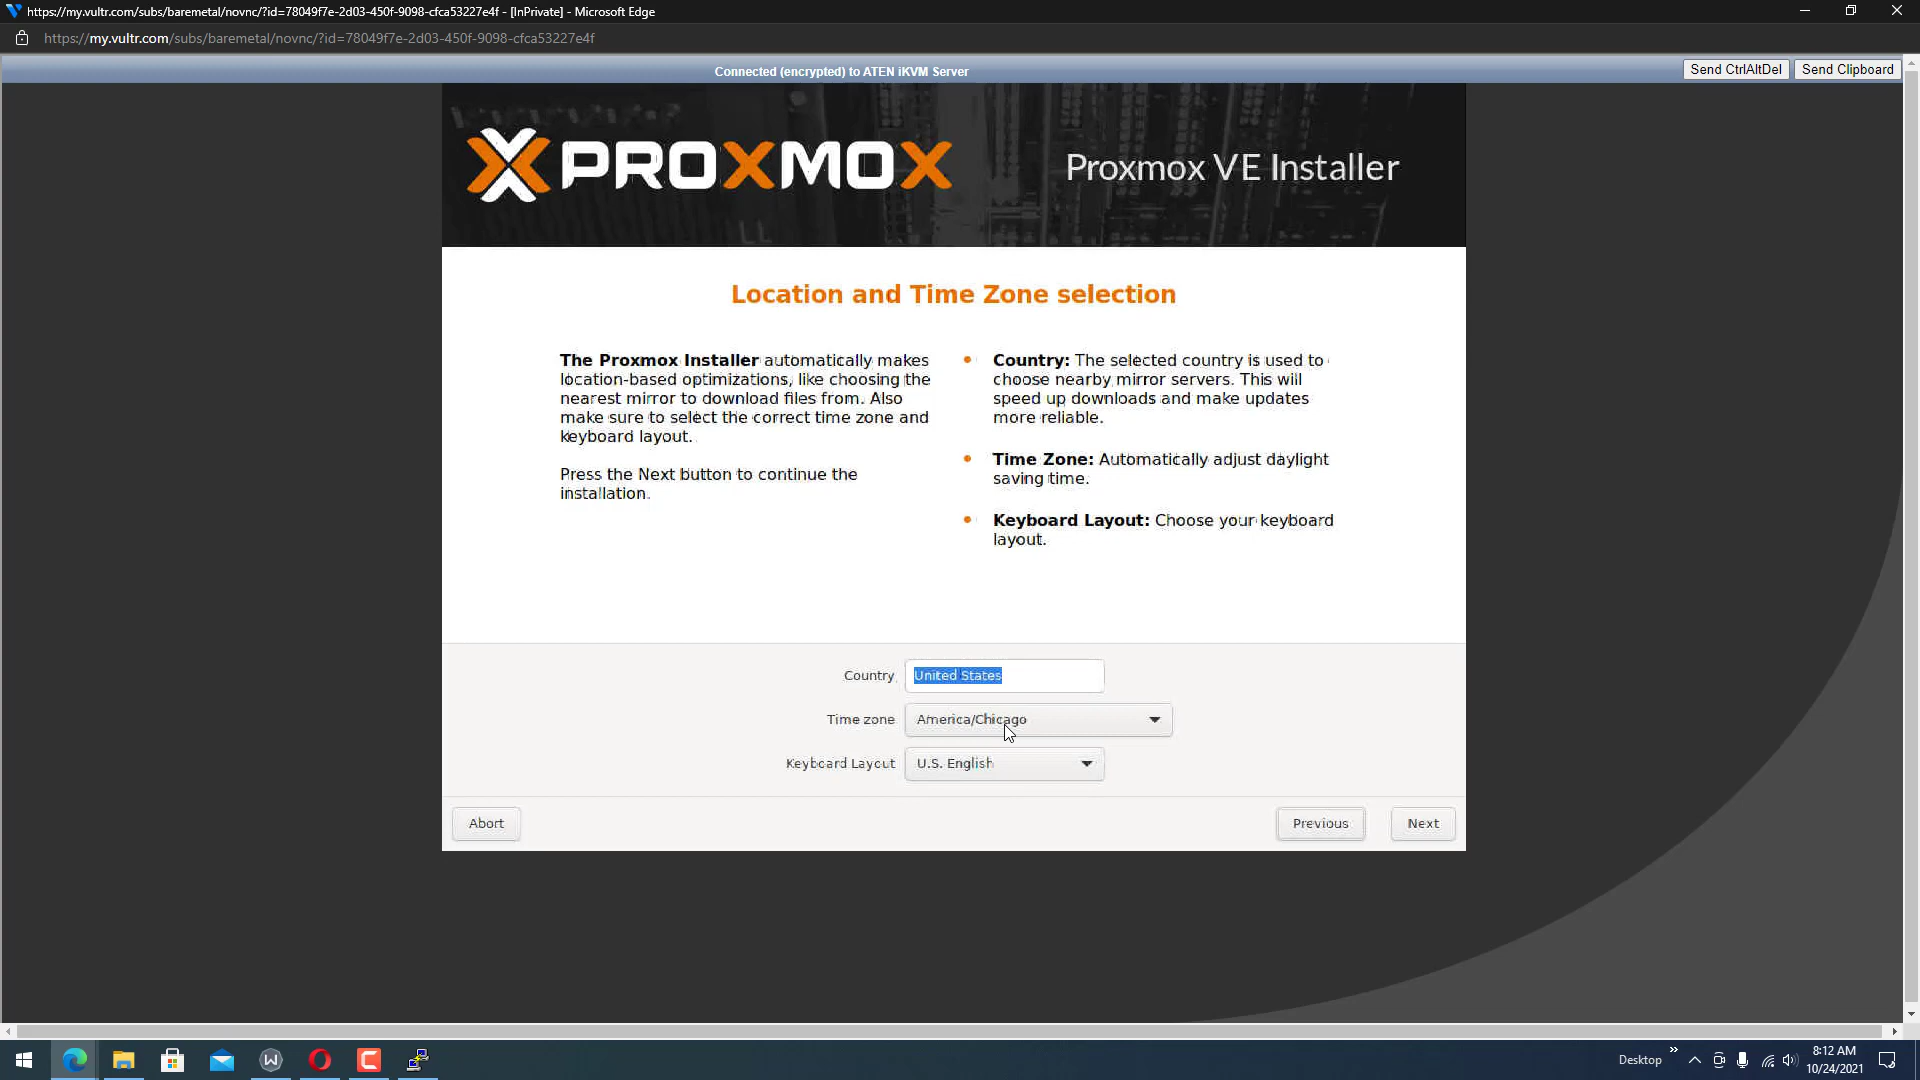 https://my.vultr.com/subs/baremetal/novnc/?id=78049f7e-2d03-450f-9098-cfca53227e4f - [InPrivate] - Microsoft Edge
https://my.vultr.com/subs/baremetal/novnc/?id=78049f7e-2d03-450f-9098-cfca53227e4f
Connected (encrypted) to ATEN iKVM Server
Send CtrlAltDel
Send Clipboard
PROXMOX
Proxmox VE Installer
Location and Time Zone selection
The Proxmox Installer automatically makes
location-based optimizations, like choosing the
nearest mirror to download files from. Also
make sure to select the correct time zone and
keyboard layout.
Press the Next button to continue the
installation.
• Country: The selected country is used to
choose nearby mirror servers. This will
speed up downloads and make updates
more reliable.
• Time Zone: Automatically adjust daylight
saving time.
• Keyboard Layout: Choose your keyboard
layout.
Country United States
Time zone America/Chicago
Keyboard Layout U.S. English
Abort
Previous
Next
Desktop
8:12 AM
10/24/2021